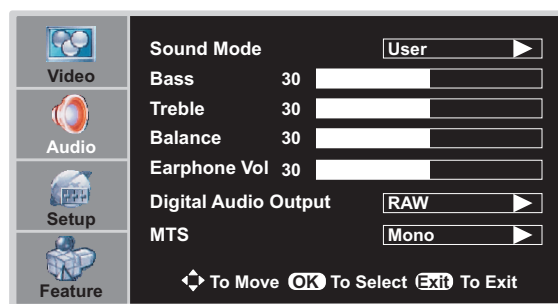 Video
Audio
Setup
Feature
Sound Mode User
Bass 30
Treble 30
Balance 30
Earphone Vol 30
Digital Audio Output RAW
MTS Mono
To Move OK To Select Exit To Exit